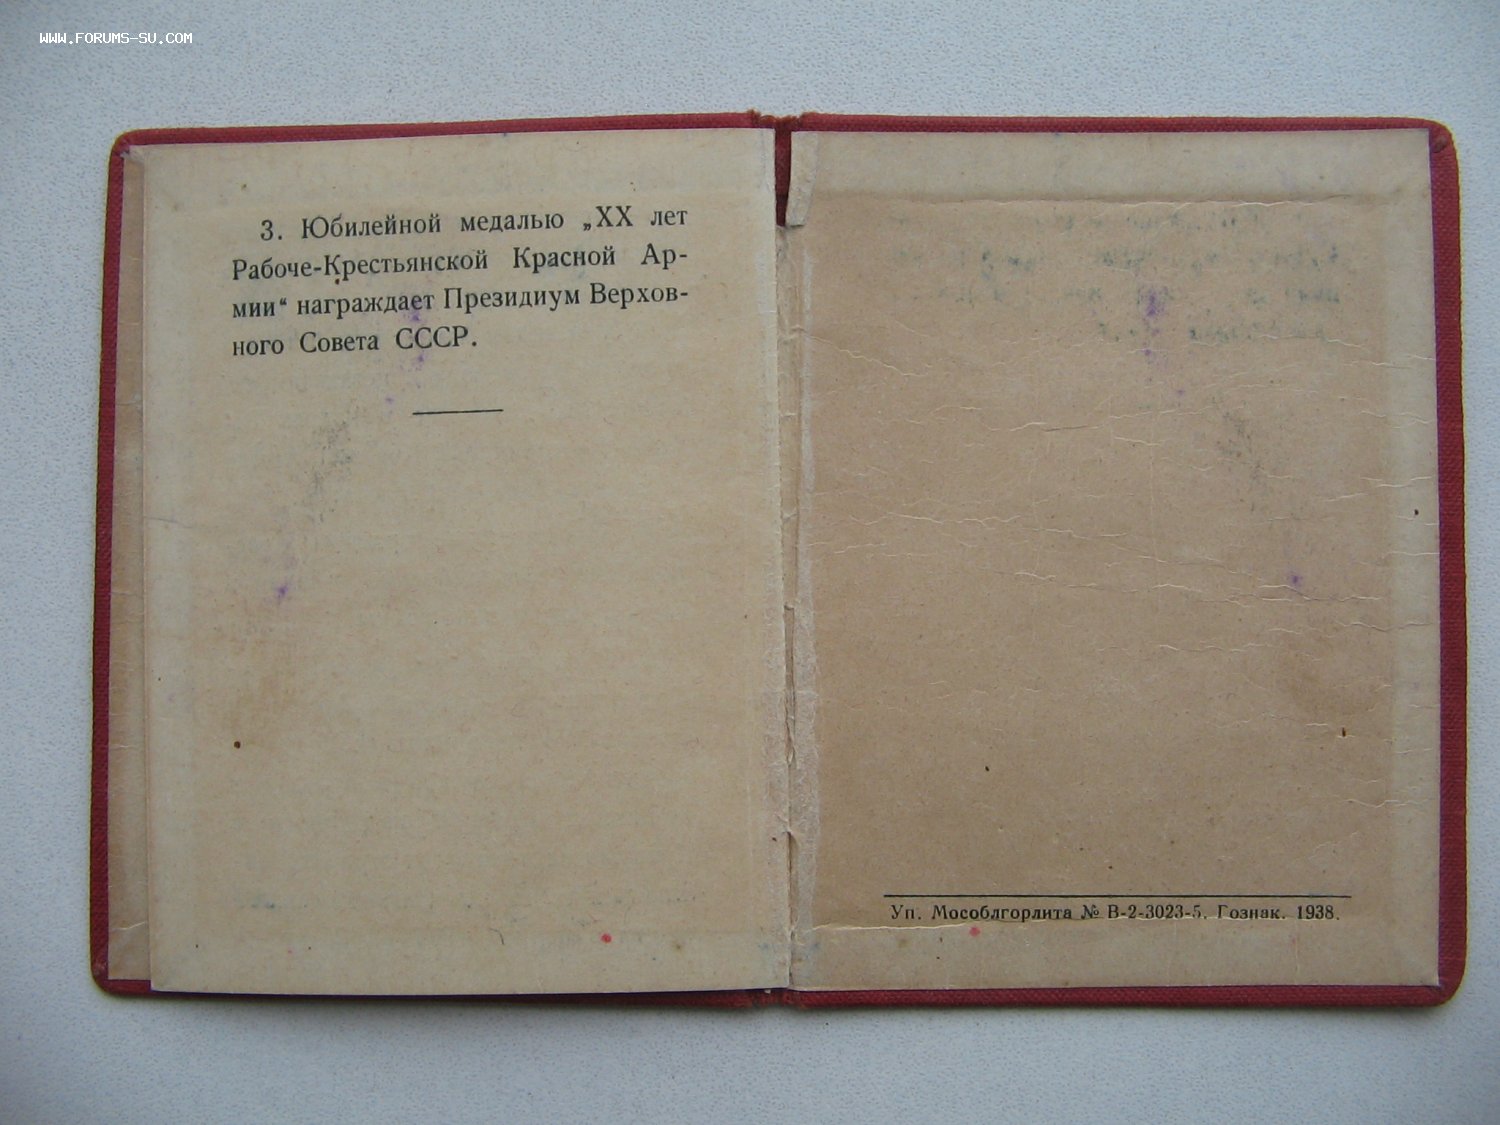 WWW.FORUMS-SU.COM
3. Юбилейной медалью „XX лет
Рабоче-Крестьянской Красной Ар-
мии“ награждает Президиум Верхов-
ного Совета СССР.
Уп. Мособлгорлита № В-2-3023-5. Гознак. 1938.